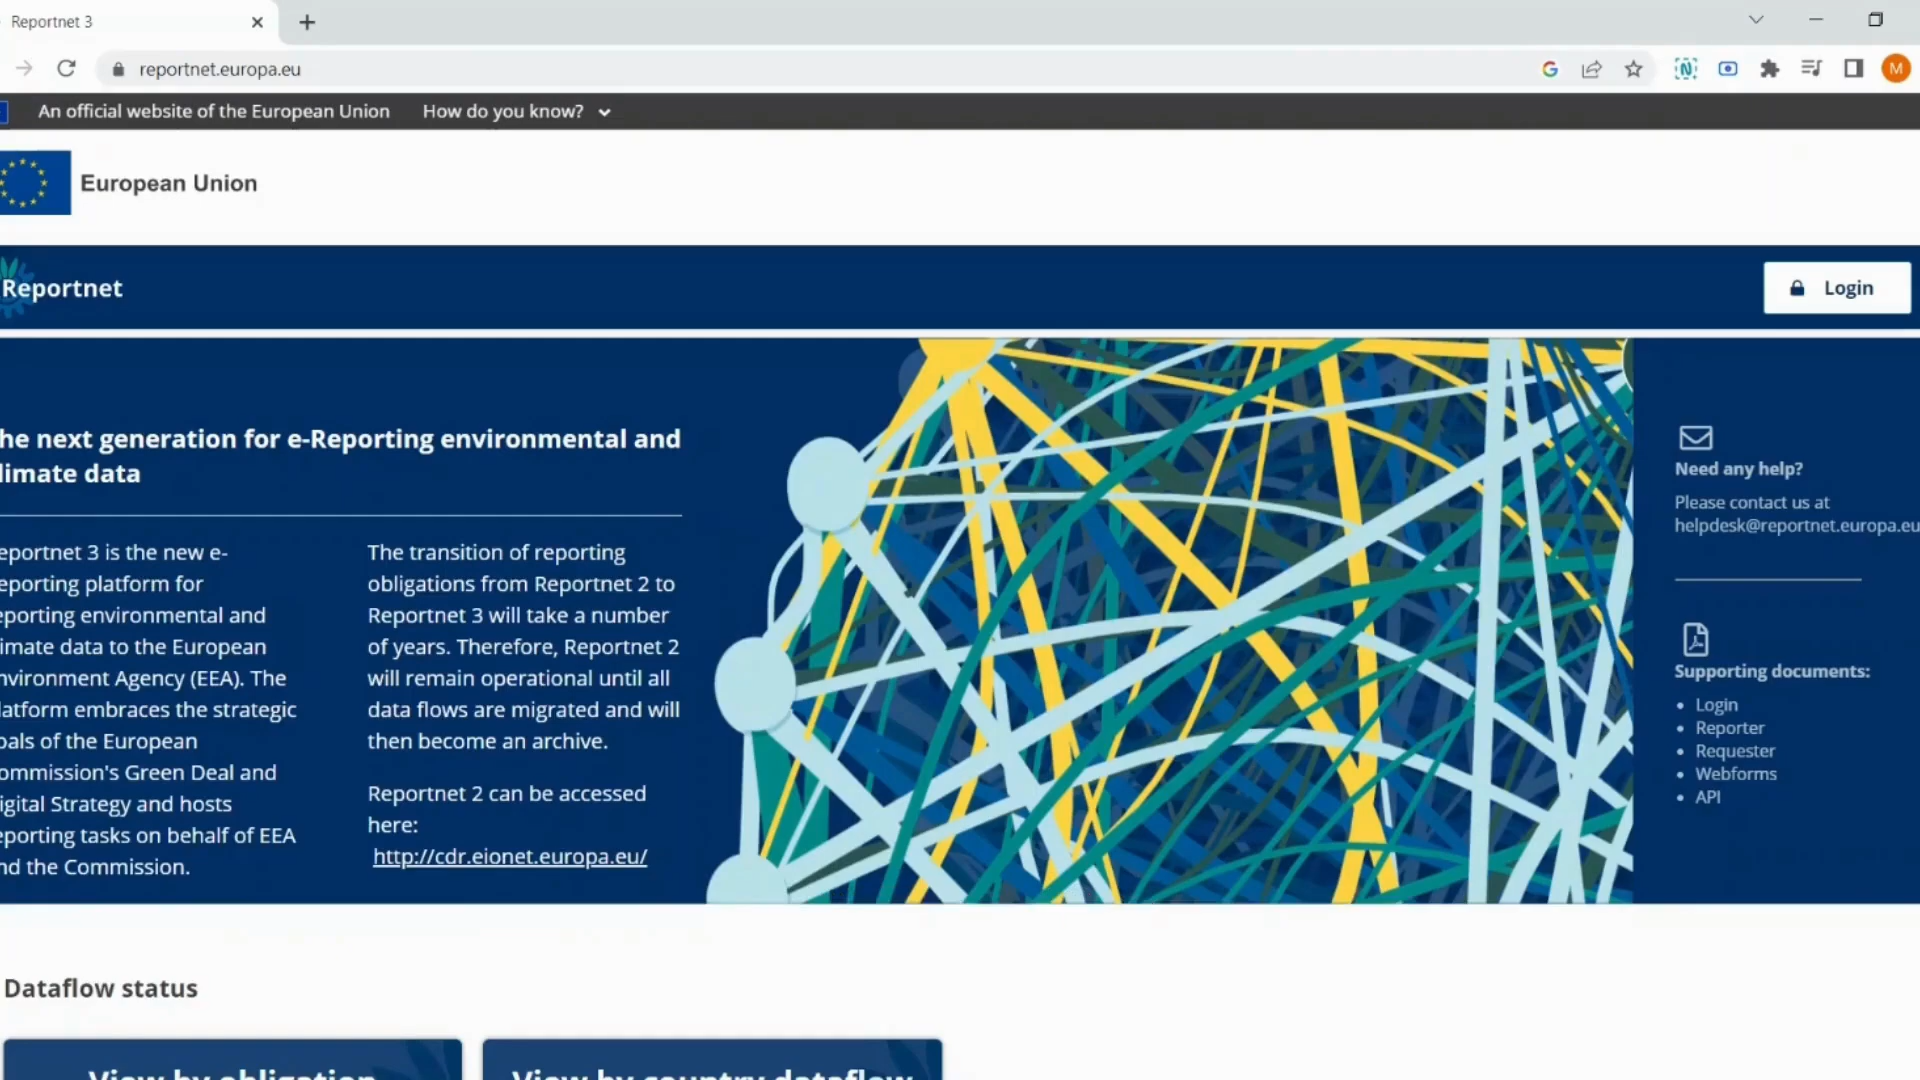 Reportnet 3
reportnet.europa.eu
M
An official website of the European Union How do you know?
European Union
Reportnet
Login
he next generation for e-Reporting environmental and
limate data
eportnet 3 is the new e-
eporting platform for
eporting environmental and
imate data to the European
nvironment Agency (EEA). The
latform embraces the strategic
oals of the European
ommission's Green Deal and
igital Strategy and hosts
eporting tasks on behalf of EEA
nd the Commission.
The transition of reporting
obligations from Reportnet 2 to
Reportnet 3 will take a number
of years. Therefore, Reportnet 2
will remain operational until all
data flows are migrated and will
then become an archive.
Reportnet 2 can be accessed
here:
http://cdr.eionet.europa.eu/
Need any help?
Please contact us at
helpdesk@reportnet.europa.eu
Supporting documents:
Login
Reporter
Requester
Webforms
API
Dataflow status
View by obligation
View by country dataflow